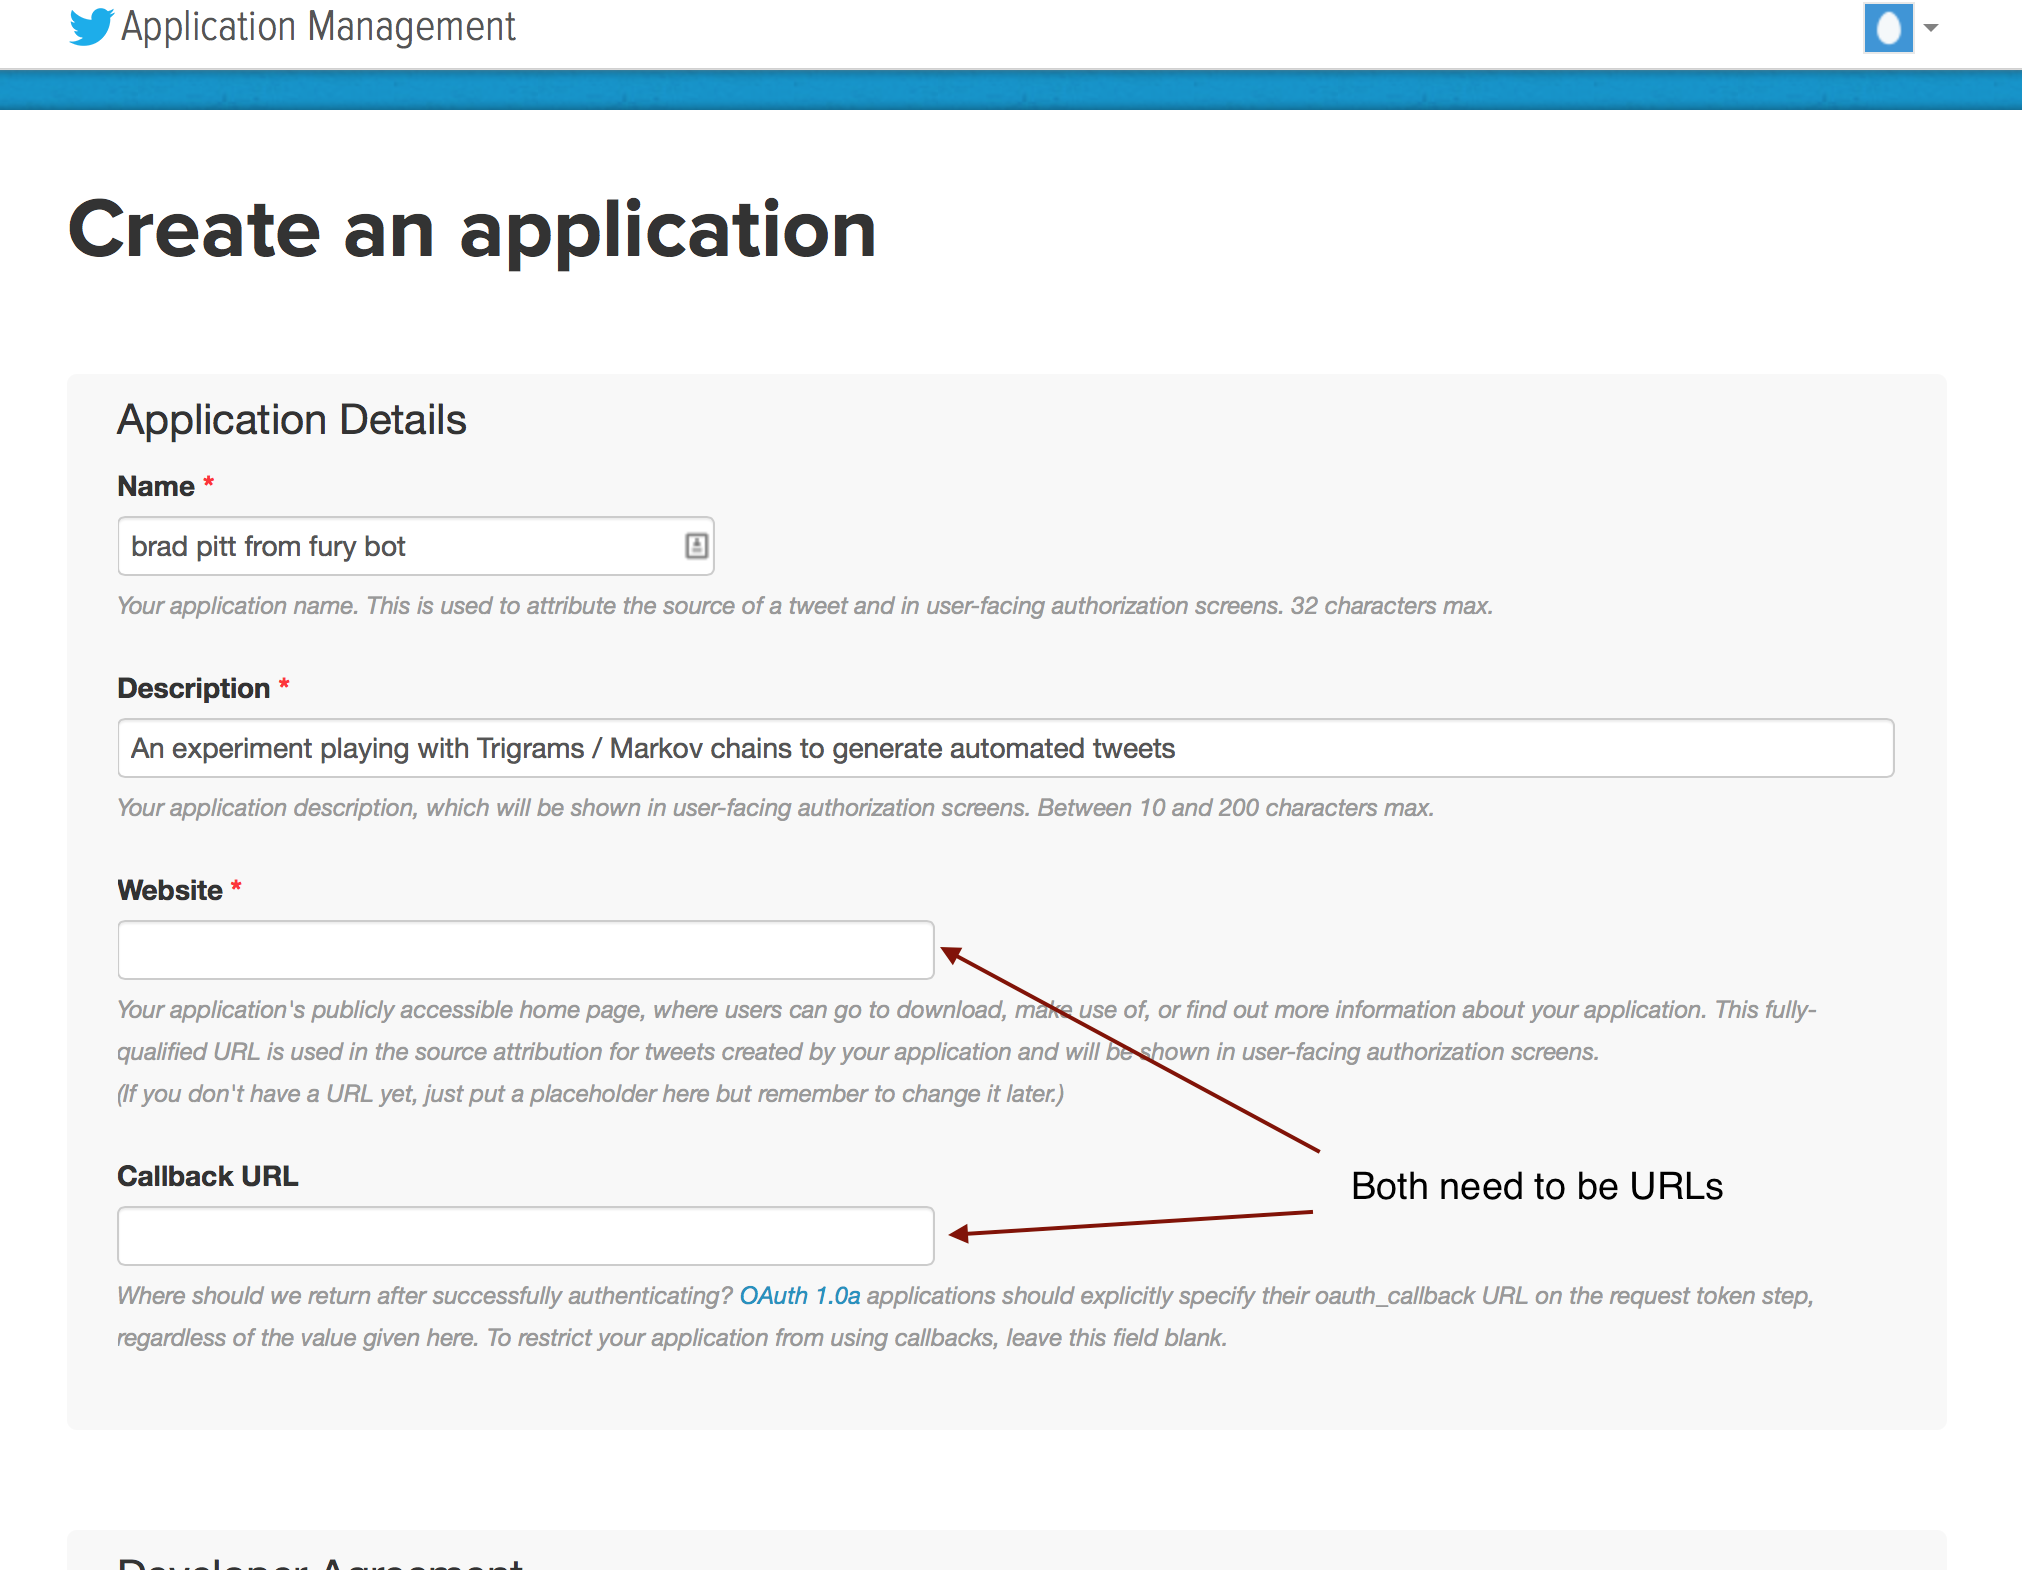 Application Management
Create an application
Application Details
Name *
brad pitt from fury bot
Your application name. This is used to attribute the source of a tweet and in user-facing authorization screens. 32 characters max.
Description *
An experiment playing with Trigrams / Markov chains to generate automated tweets
Your application description, which will be shown in user-facing authorization screens. Between 10 and 200 characters max.
Website *
Your application's publicly accessible home page, where users can go to download, make use of, or find out more information about your application. This fully-
qualified URL is used in the source attribution for tweets created by your application and will be shown in user-facing authorization screens.
(If you don't have a URL yet, just put a placeholder here but remember to change it later.)
Callback URL
Both need to be URLs
Where should we return after successfully authenticating? OAuth 1.0a applications should explicitly specify their oauth_callback URL on the request token step,
regardless of the value given here. To restrict your application from using callbacks, leave this field blank.
Developer Agreement